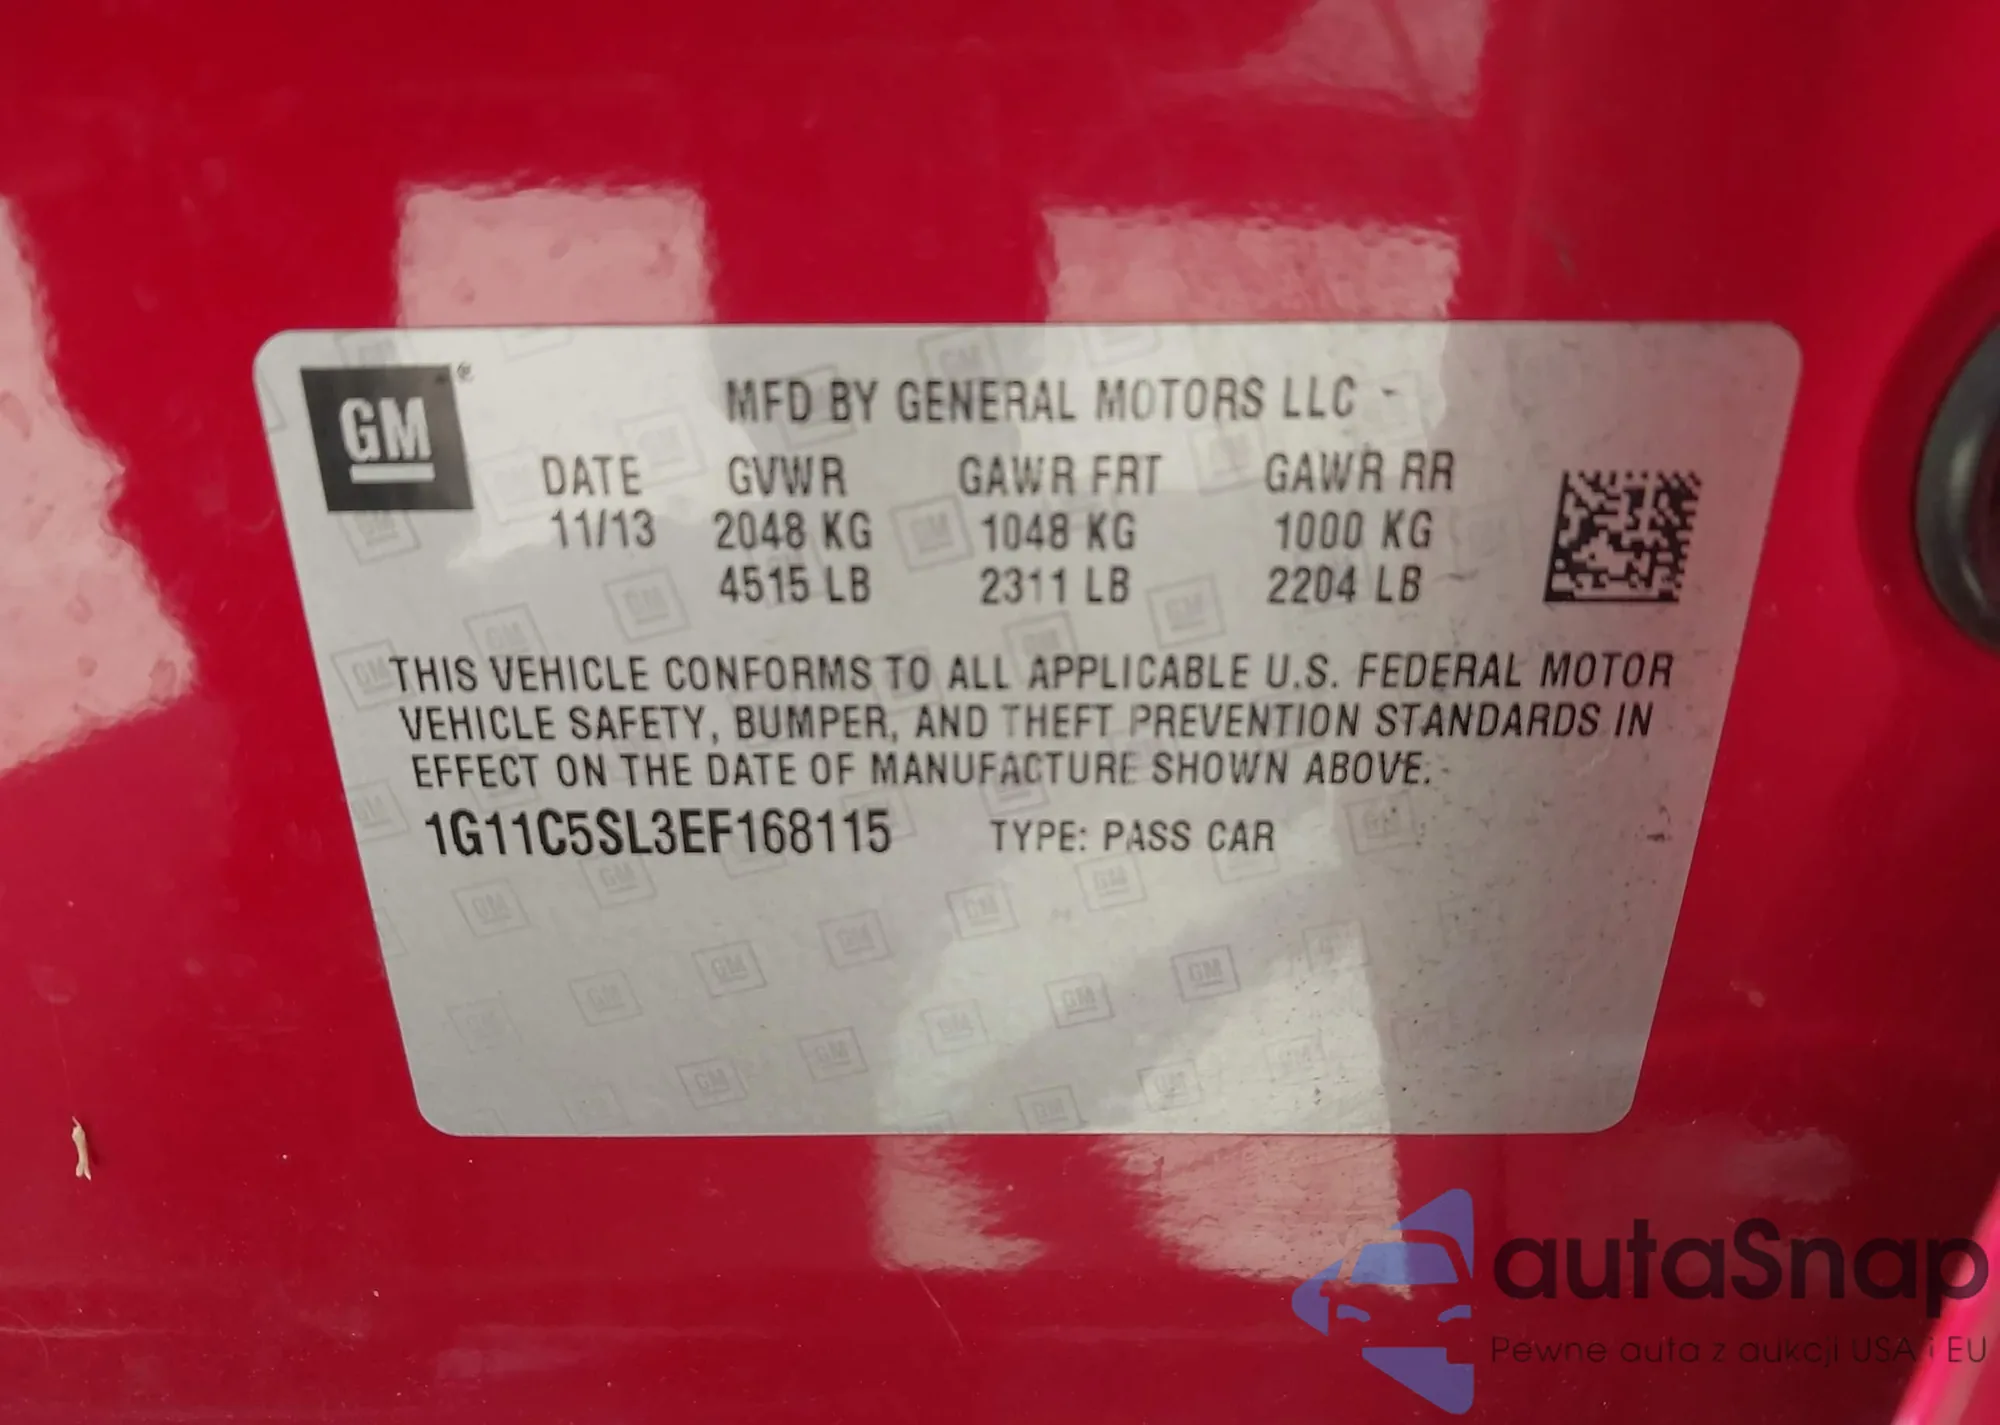 GM®
MFD BY GENERAL MOTORS LLC
DATE GVWR GAWR FRT GAWR RR
11/13 2048 KG 1048 KG 1000 KG
4515 LB 2311 LB 2204 LB
THIS VEHICLE CONFORMS TO ALL APPLICABLE U.S. FEDERAL MOTOR
VEHICLE SAFETY, BUMPER, AND THEFT PREVENTION STANDARDS IN
EFFECT ON THE DATE OF MANUFACTURE SHOWN ABOVE.
1G11C5SL3EF168115 TYPE: PASS CAR
autaSnap
Pewne auta z aukcji USA i EU